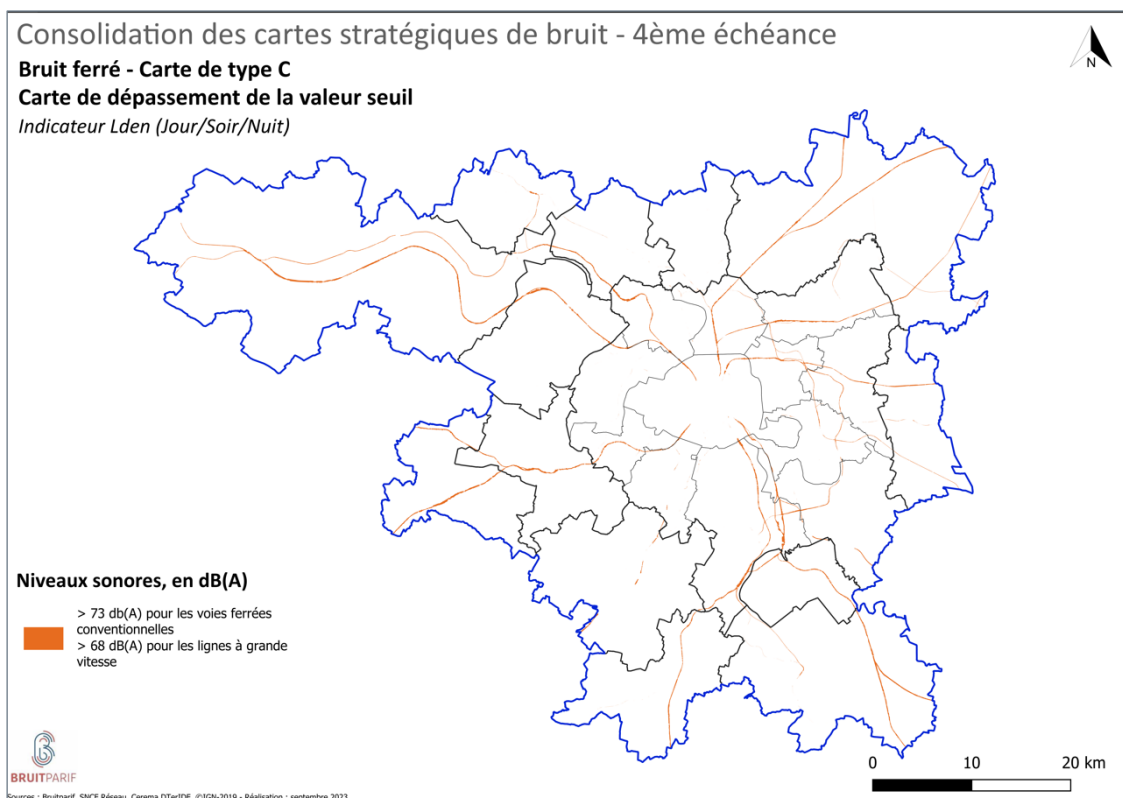 Consolidation des cartes stratégiques de bruit - 4ème échéance
Bruit ferré - Carte de type C
Carte de dépassement de la valeur seuil
Indicateur Lden (Jour/Soir/Nuit)
N
Niveaux sonores, en dB(A)
> 73 db(A) pour les voies ferrées
conventionnelles
> 68 dB(A) pour les lignes à grande
vitesse
BRUITPARIF
0 10 20 km
Sources : Bruitparif, SNCF Réseau, Cerema DTerIDF, ©IGN-2019 - Réalisation : septembre 2023